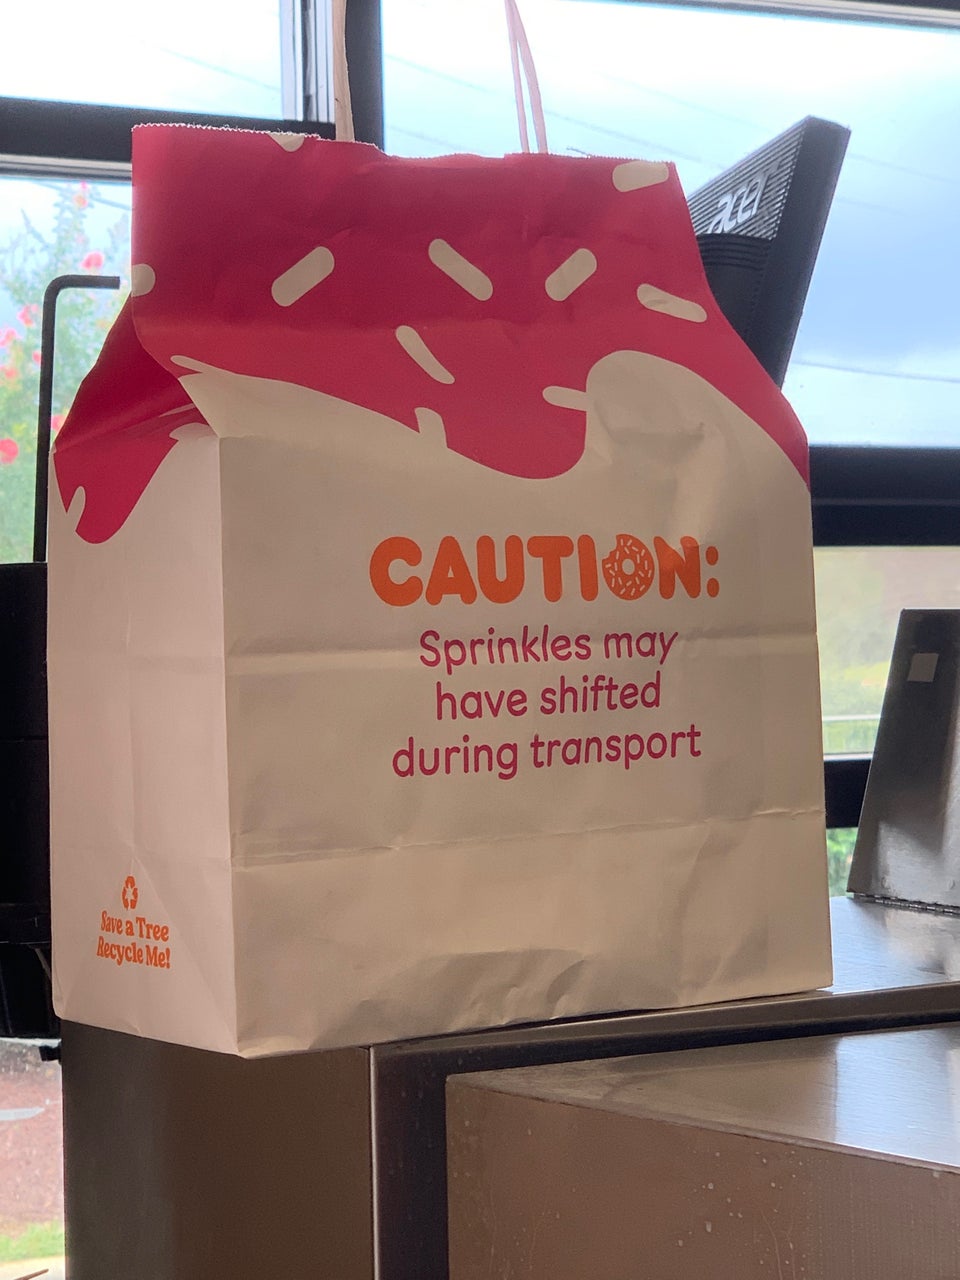 acer
CAUTION:
Sprinkles may
have shifted
during transport
Save a Tree
Recycle Me!